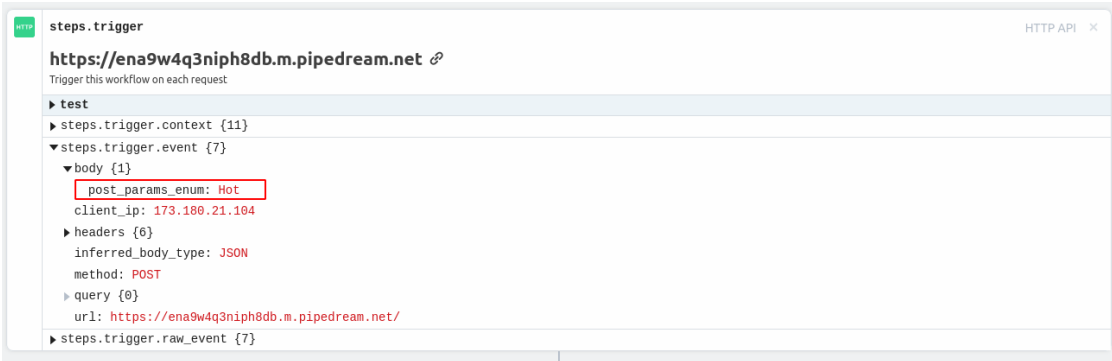 HTTP steps.trigger HTTP API ×
https://ena9w4q3niph8db.m.pipedream.net
Trigger this workflow on each request
test
steps.trigger.context {11}
steps.trigger.event {7}
body {1}
post_params_enum: Hot
client_ip: 173.180.21.104
headers {6}
inferred_body_type: JSON
method: POST
query {0}
url: https://ena9w4q3niph8db.m.pipedream.net/
steps.trigger.raw_event {7}